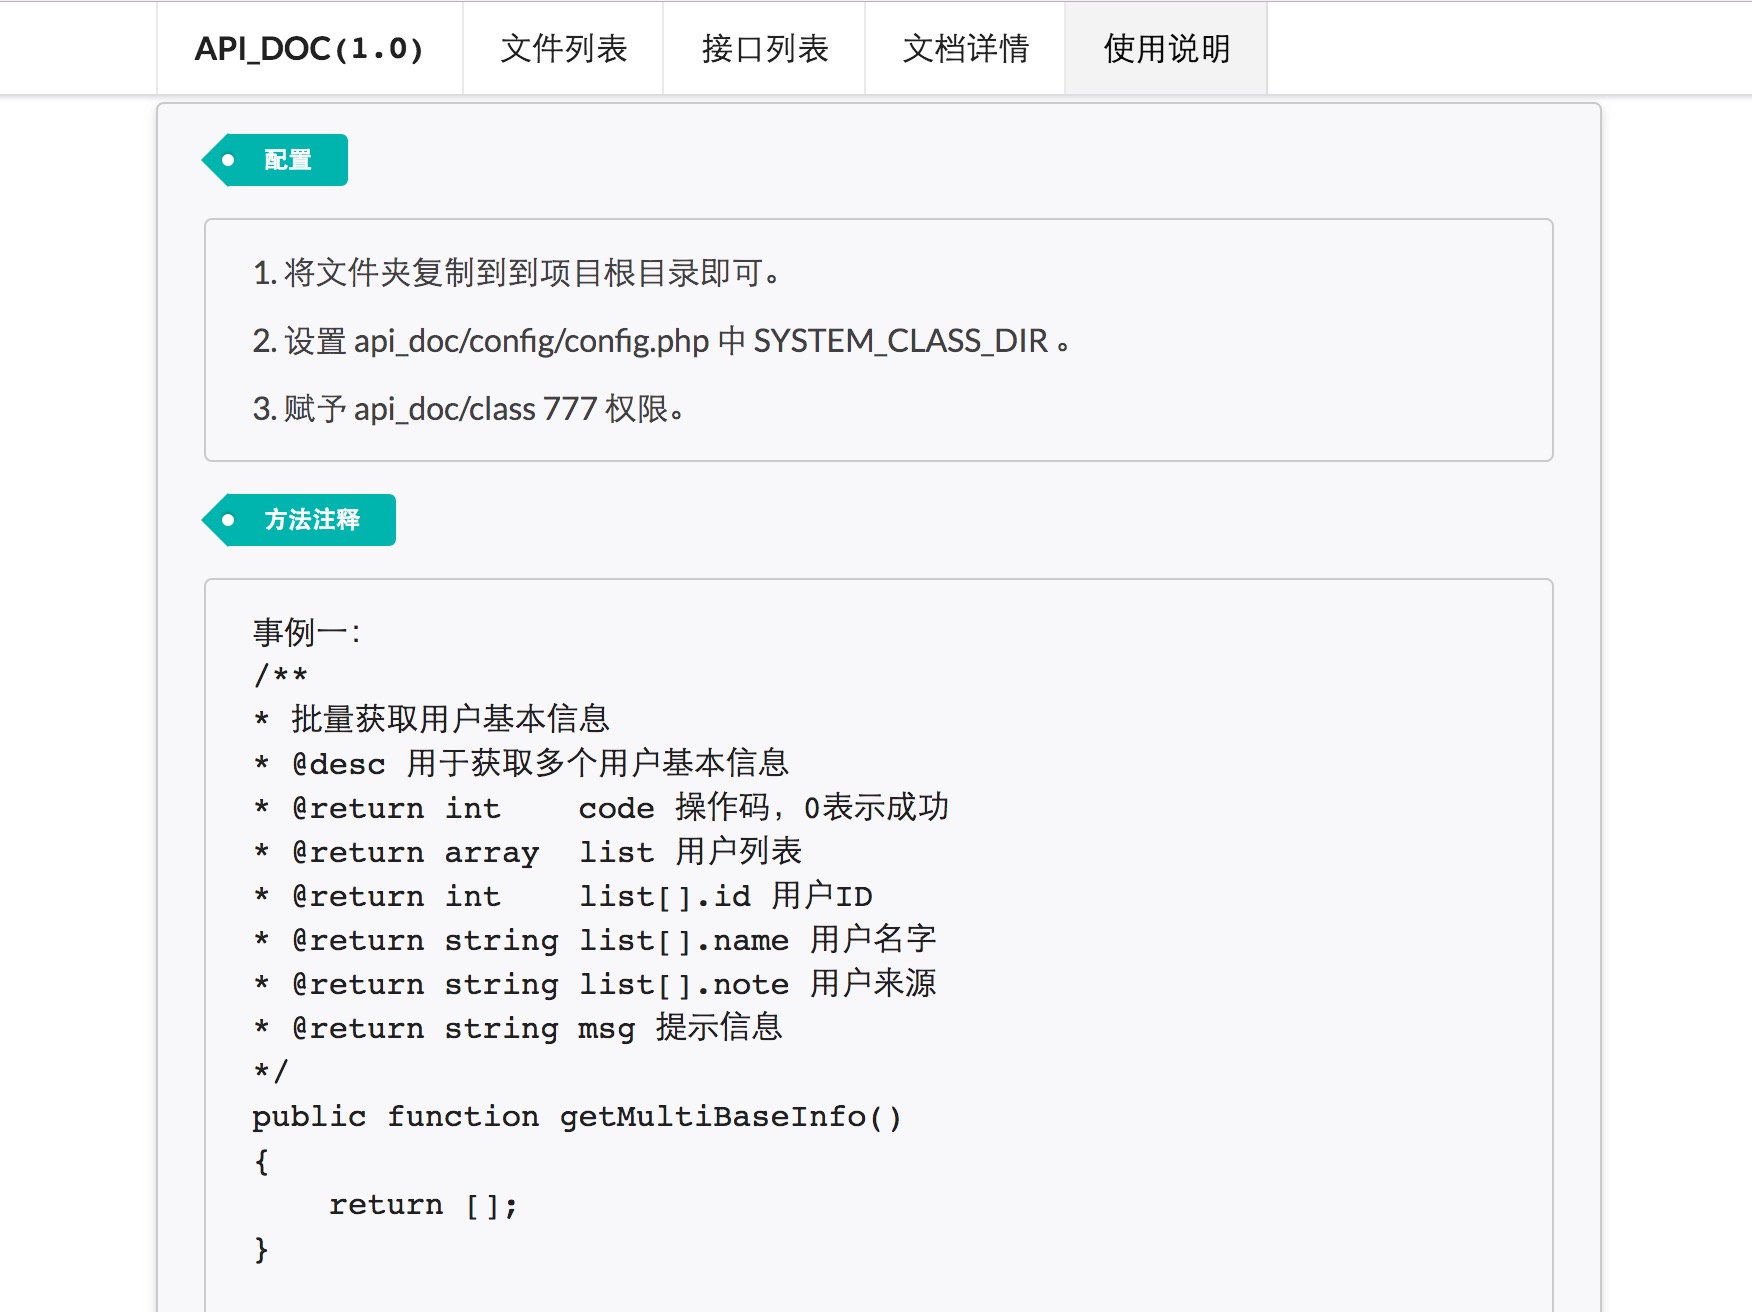 API_DOC(1.0) 文件列表 接口列表 文档详情 使用说明
配置
1. 将文件夹复制到到项目根目录即可。
2. 设置 api_doc/config/config.php 中 SYSTEM_CLASS_DIR 。
3. 赋予 api_doc/class 777 权限。
方法注释
事例一：
/**
* 批量获取用户基本信息
* @desc 用于获取多个用户基本信息
* @return int    code 操作码，0表示成功
* @return array  list 用户列表
* @return int    list[].id 用户ID
* @return string list[].name 用户名字
* @return string list[].note 用户来源
* @return string msg 提示信息
*/
public function getMultiBaseInfo()
{
    return [];
}